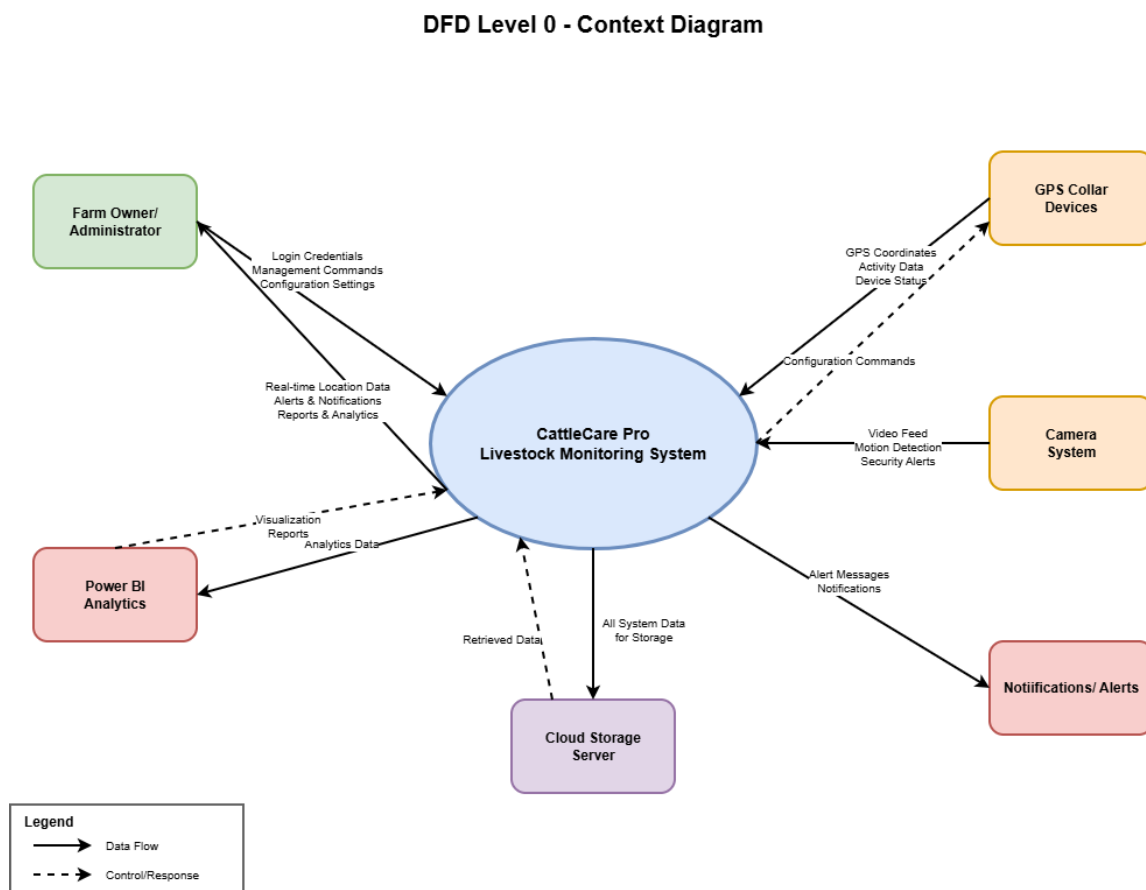 DFD Level 0 - Context Diagram
Farm Owner/
Administrator
GPS Collar
Devices
Login Credentials
Management Commands
Configuration Settings
GPS Coordinates
Activity Data
Device Status
Configuration Commands
Real-time Location Data
Alerts & Notifications
Reports & Analytics
CattleCare Pro
Livestock Monitoring System
Video Feed
Motion Detection
Security Alerts
Camera
System
Visualization
Reports
Analytics Data
Power BI
Analytics
Alert Messages
Notifications
Retrieved Data
All System Data
for Storage
Notiifications/ Alerts
Cloud Storage
Server
Legend
Data Flow
Control/Response